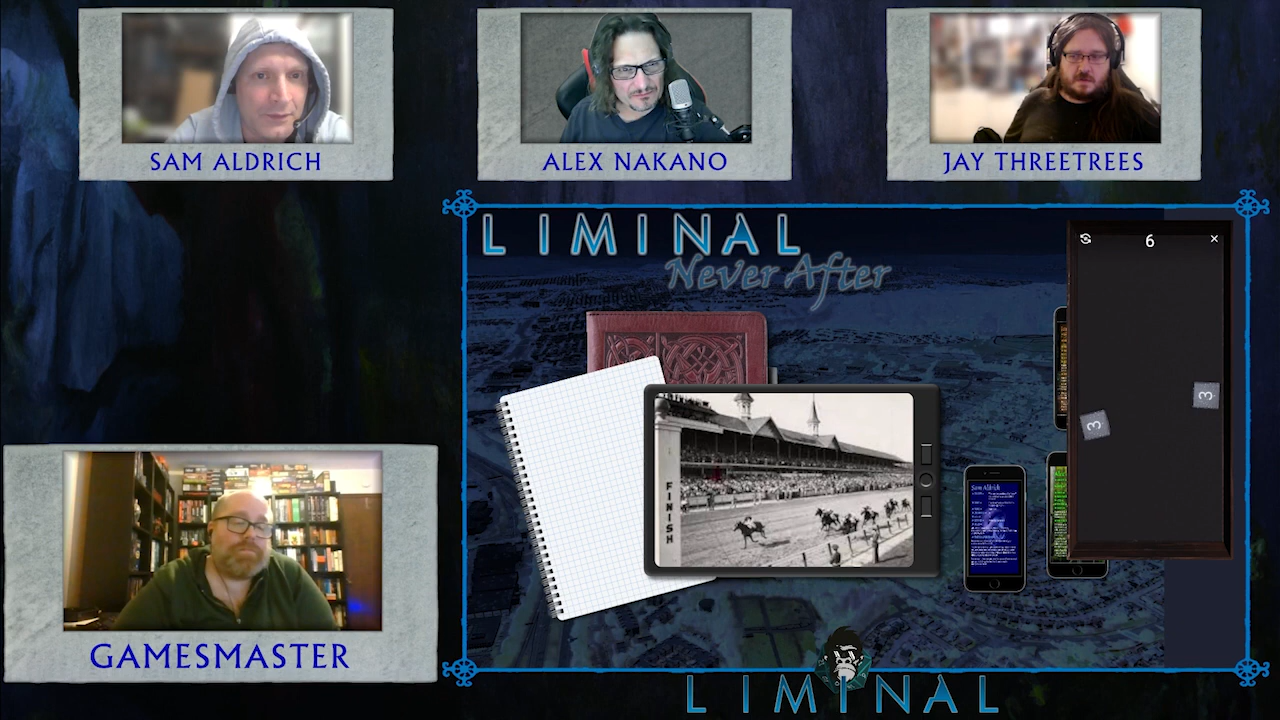 SAM ALDRICH
ALEX NAKANO
JAY THREETREES
LIMINAL
Never After
6
3
3
FINISH
Sam Aldrich
GAMESMASTER
LIMINAL